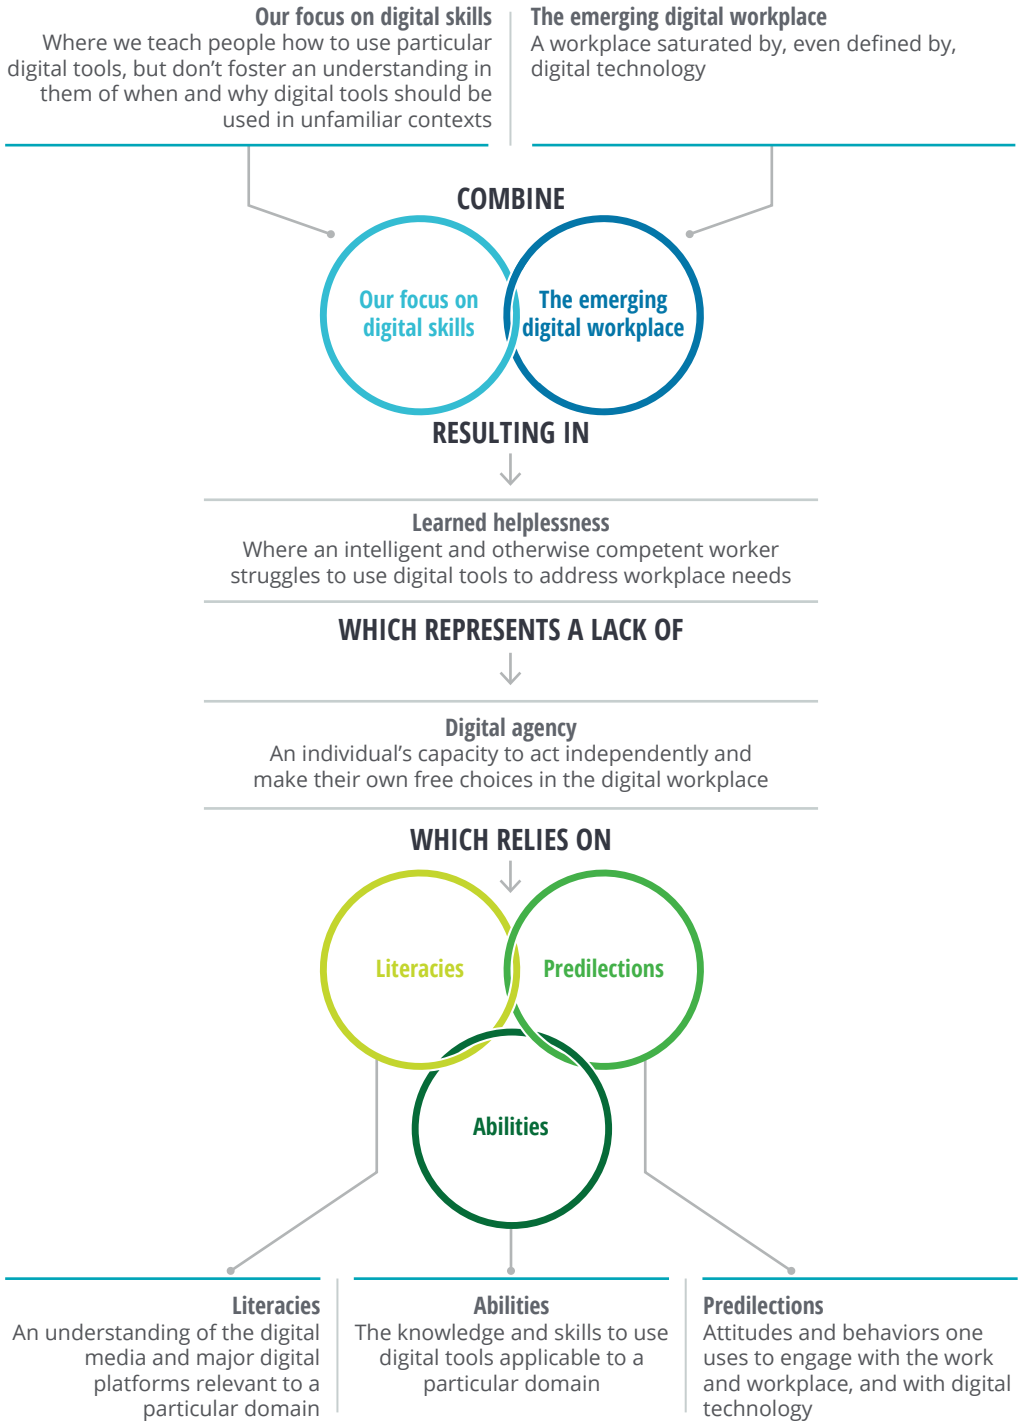 Our focus on digital skills
Where we teach people how to use particular
digital tools, but don’t foster an understanding in
them of when and why digital tools should be
used in unfamiliar contexts
The emerging digital workplace
A workplace saturated by, even defined by,
digital technology
COMBINE
Our focus on
digital skills
The emerging
digital workplace
RESULTING IN
Learned helplessness
Where an intelligent and otherwise competent worker
struggles to use digital tools to address workplace needs
WHICH REPRESENTS A LACK OF
Digital agency
An individual’s capacity to act independently and
make their own free choices in the digital workplace
WHICH RELIES ON
Literacies
Predilections
Abilities
Literacies
An understanding of the digital
media and major digital
platforms relevant to a
particular domain
Abilities
The knowledge and skills to use
digital tools applicable to a
particular domain
Predilections
Attitudes and behaviors one
uses to engage with the work
and workplace, and with digital
technology